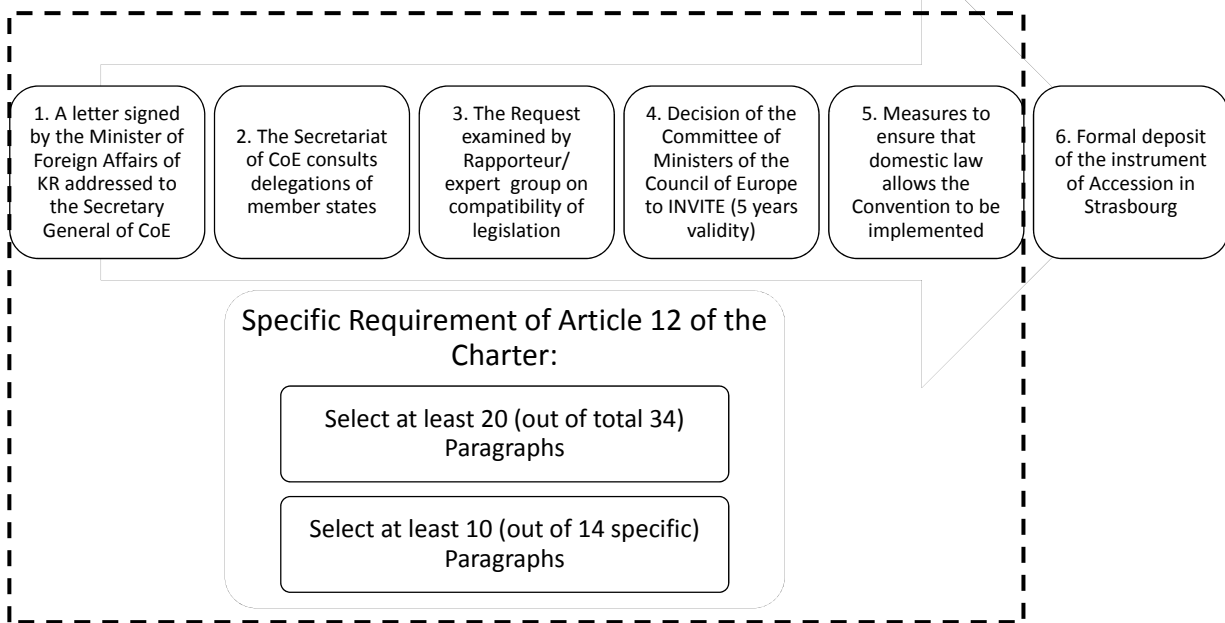 1. A letter signed
by the Minister of
Foreign Affairs of
KR addressed to
the Secretary
General of CoE
2. The Secretariat
of CoE consults
delegations of
member states
3. The Request
examined by
Rapporteur/
expert group on
compatibility of
legislation
4. Decision of the
Committee of
Ministers of the
Council of Europe
to INVITE (5 years
validity)
5. Measures to
ensure that
domestic law
allows the
Convention to be
implemented
6. Formal deposit
of the instrument
of Accession in
Strasbourg
Specific Requirement of Article 12 of the
Charter:
Select at least 20 (out of total 34)
Paragraphs
Select at least 10 (out of 14 specific)
Paragraphs